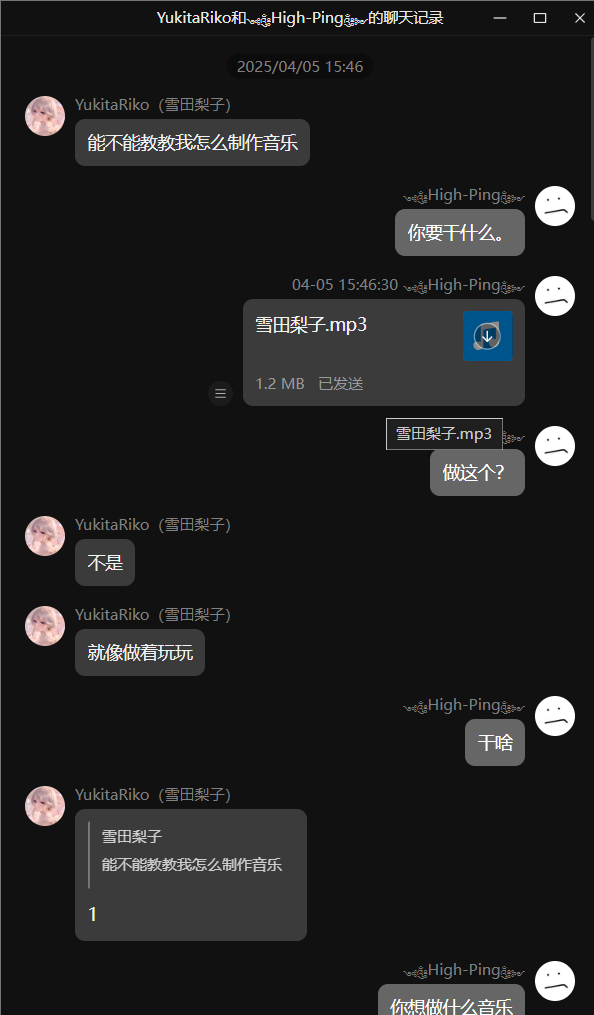 YukitaRiko和ঞHigh-Pingঞ的聊天记录
2025/04/05 15:46
YukitaRiko（雪田梨子）
能不能教教我怎么制作音乐
High-Ping
你要干什么。
04-05 15:46:30 High-Ping
雪田梨子.mp3
1.2 MB 已发送
雪田梨子.mp3
做这个？
YukitaRiko（雪田梨子）
不是
YukitaRiko（雪田梨子）
就像做着玩玩
High-Ping
干啥
YukitaRiko（雪田梨子）
雪田梨子
能不能教教我怎么制作音乐
1
High-Ping
你想做什么音乐